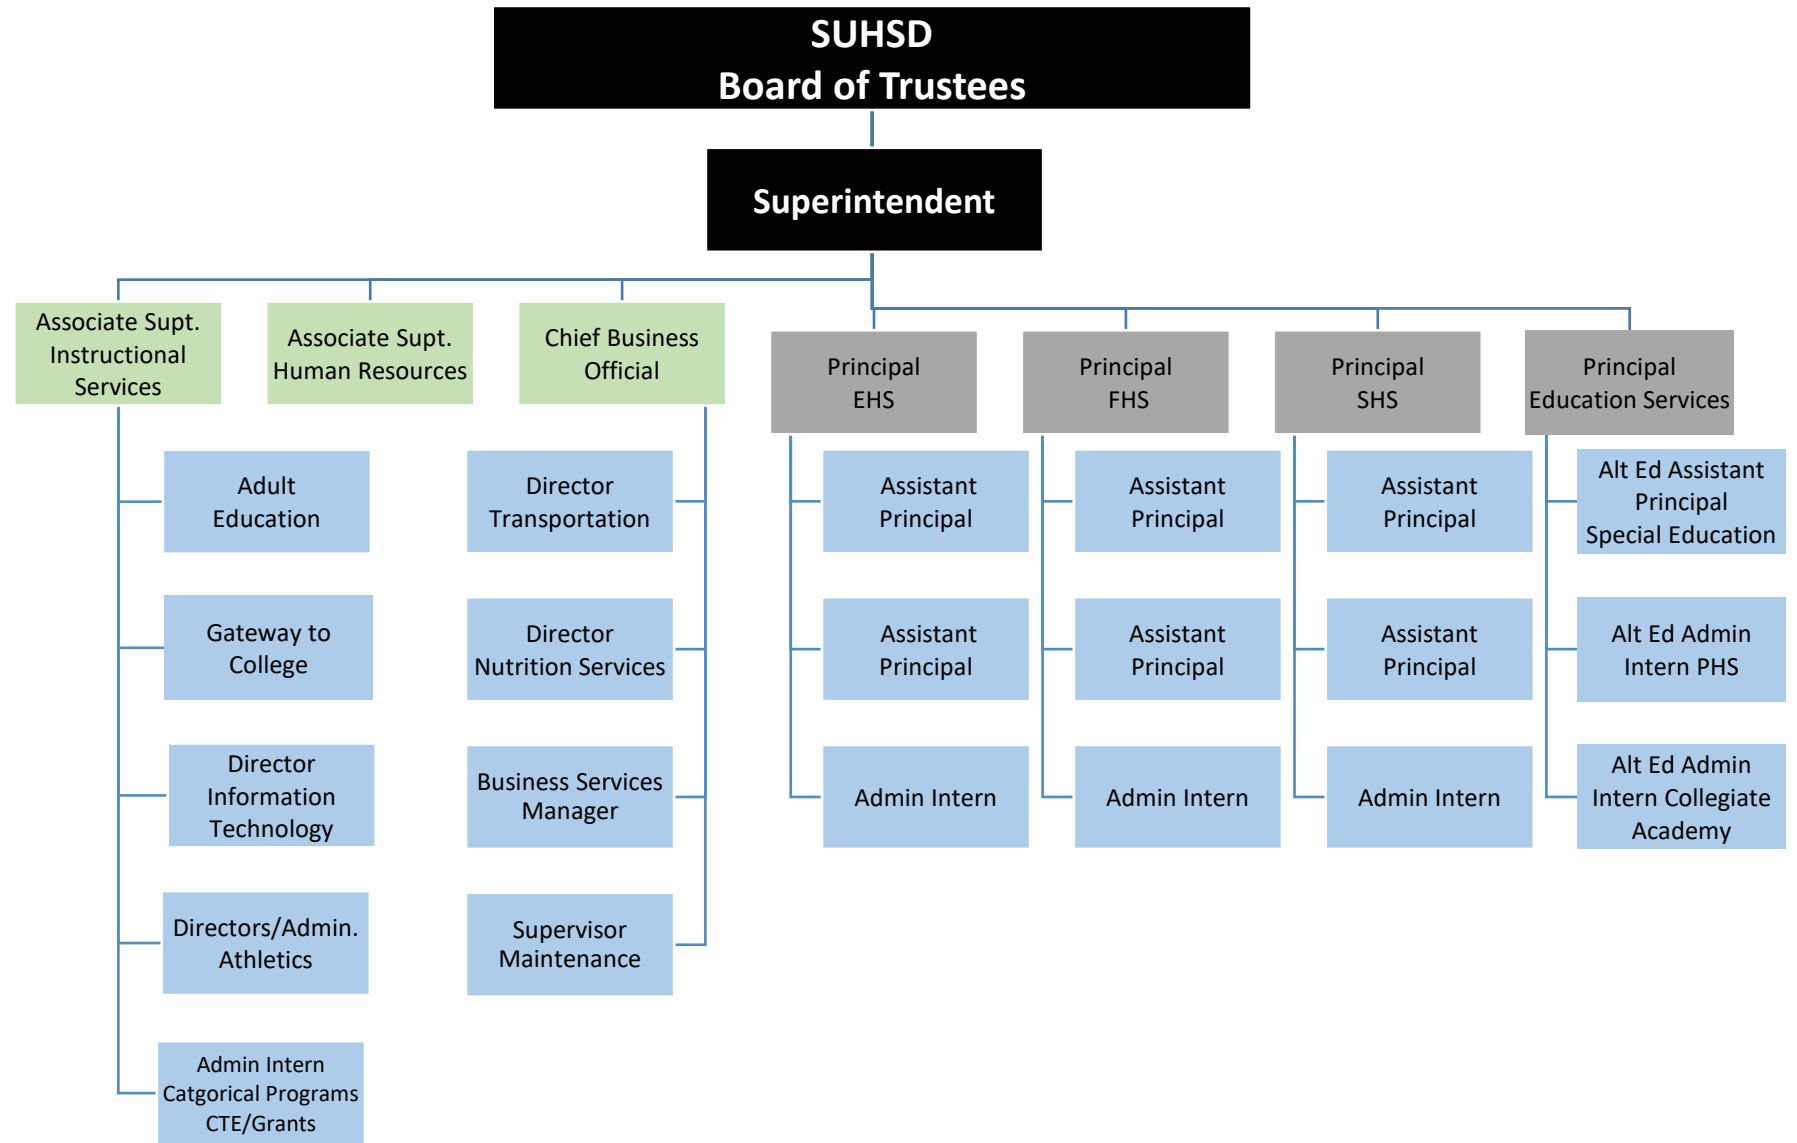 SUHSD
Board of Trustees
Superintendent
Associate Supt.
Instructional
Services
Associate Supt.
Human Resources
Chief Business
Official
Principal
EHS
Principal
FHS
Principal
SHS
Principal
Education Services
Adult
Education
Gateway to
College
Director
Information
Technology
Directors/Admin.
Athletics
Admin Intern
Catgorical Programs
CTE/Grants
Director
Transportation
Director
Nutrition Services
Business Services
Manager
Supervisor
Maintenance
Assistant
Principal
Assistant
Principal
Admin Intern
Assistant
Principal
Assistant
Principal
Admin Intern
Assistant
Principal
Assistant
Principal
Admin Intern
Alt Ed Assistant
Principal
Special Education
Alt Ed Admin
Intern PHS
Alt Ed Admin
Intern Collegiate
Academy